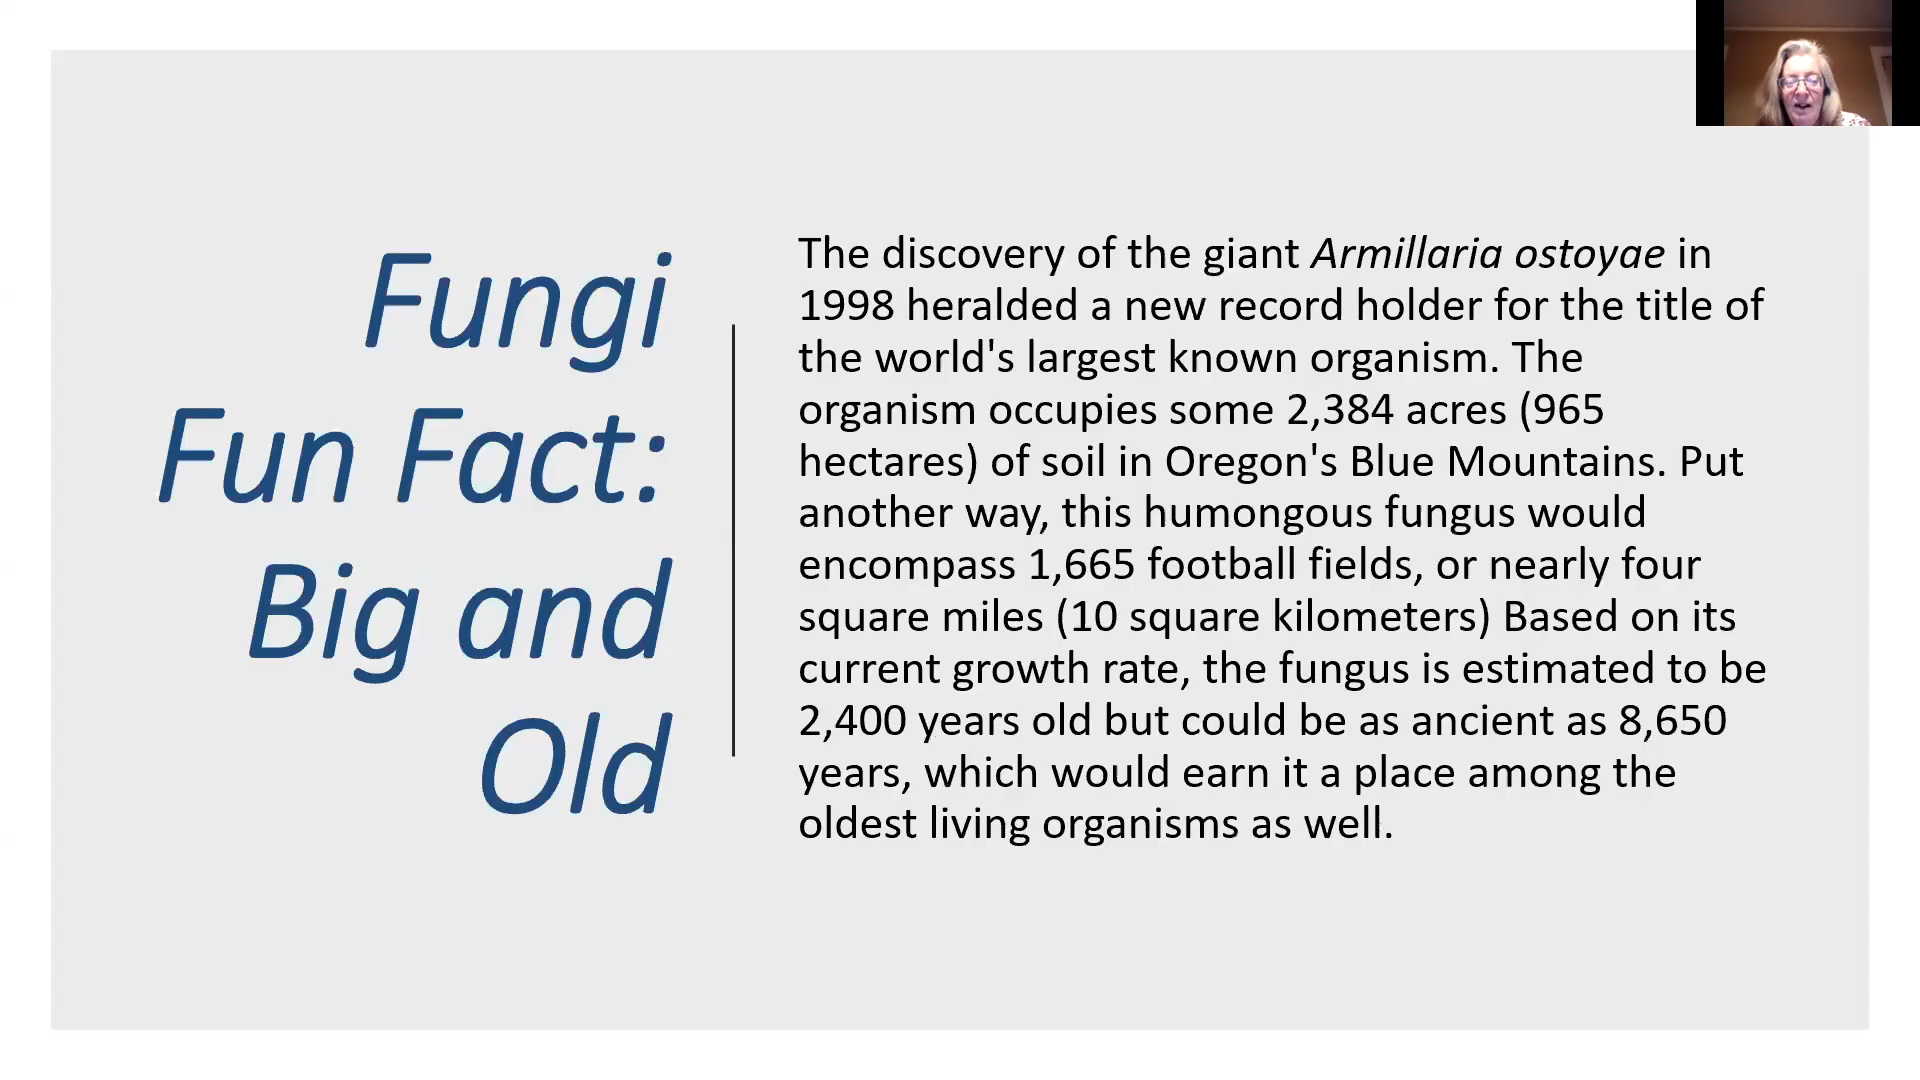 Fungi
Fun Fact:
Big and
Old
The discovery of the giant Armillaria ostoyae in
1998 heralded a new record holder for the title of
the world's largest known organism. The
organism occupies some 2,384 acres (965
hectares) of soil in Oregon's Blue Mountains. Put
another way, this humongous fungus would
encompass 1,665 football fields, or nearly four
square miles (10 square kilometers) Based on its
current growth rate, the fungus is estimated to be
2,400 years old but could be as ancient as 8,650
years, which would earn it a place among the
oldest living organisms as well.